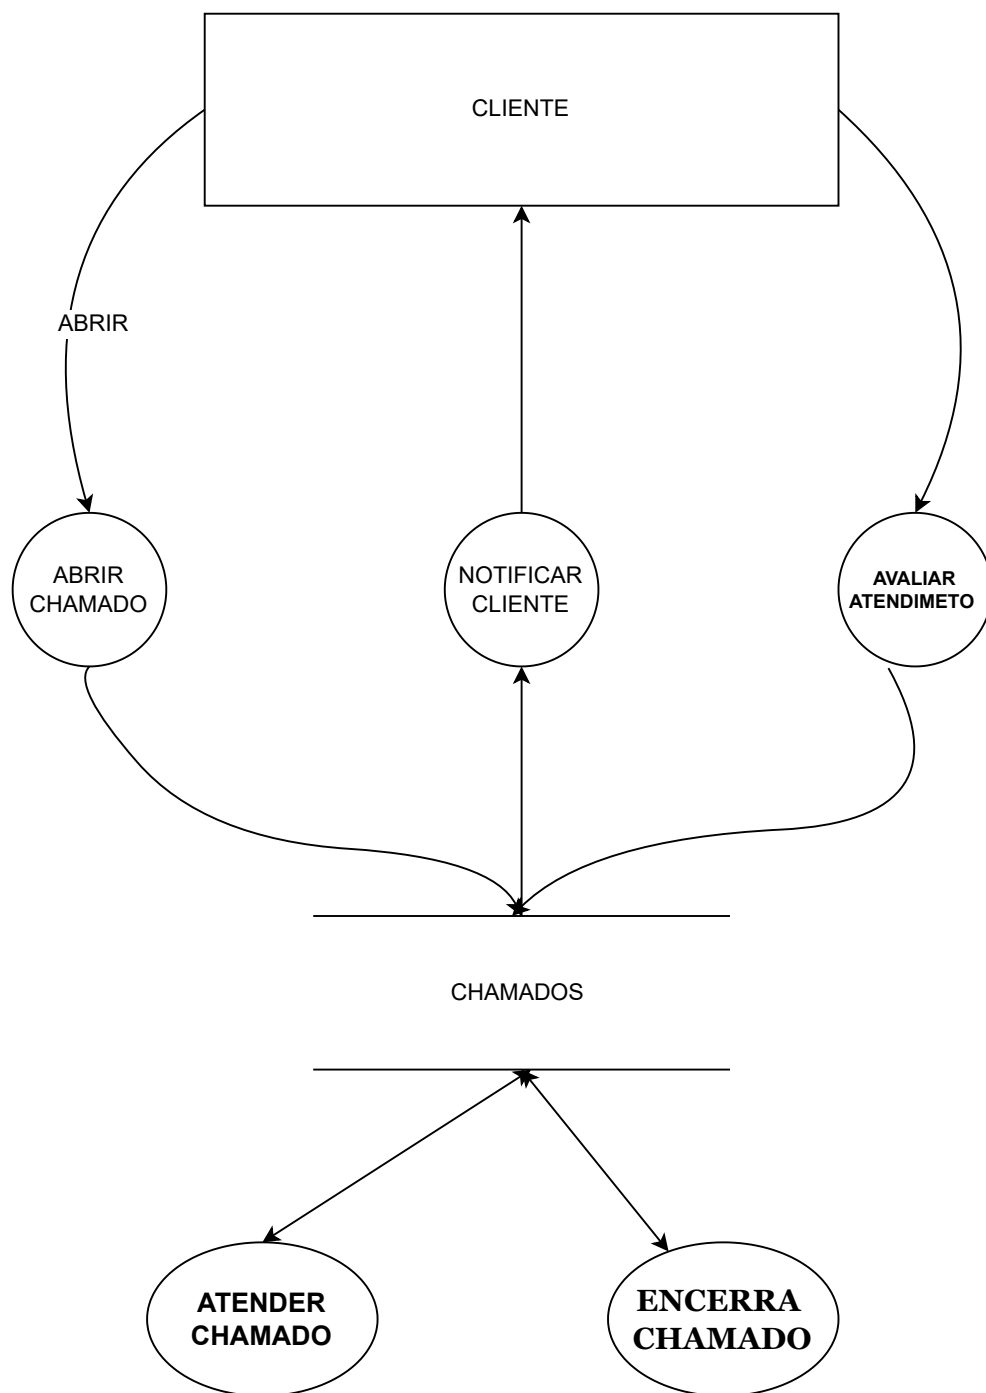 CLIENTE
ABRIR
ABRIR
CHAMADO
NOTIFICAR
CLIENTE
AVALIAR
ATENDIMETO
CHAMADOS
ATENDER
CHAMADO
ENCERRA
CHAMADO